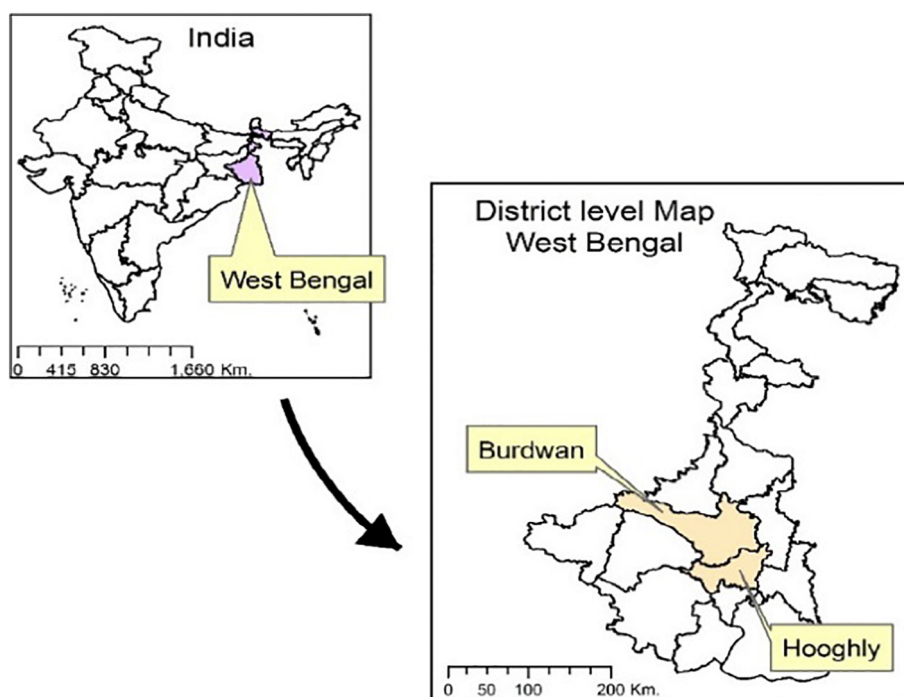 India
West Bengal
0 415 830 1,660 Km.
District level Map
West Bengal
Burdwan
Hooghly
0 50 100 200 Km.